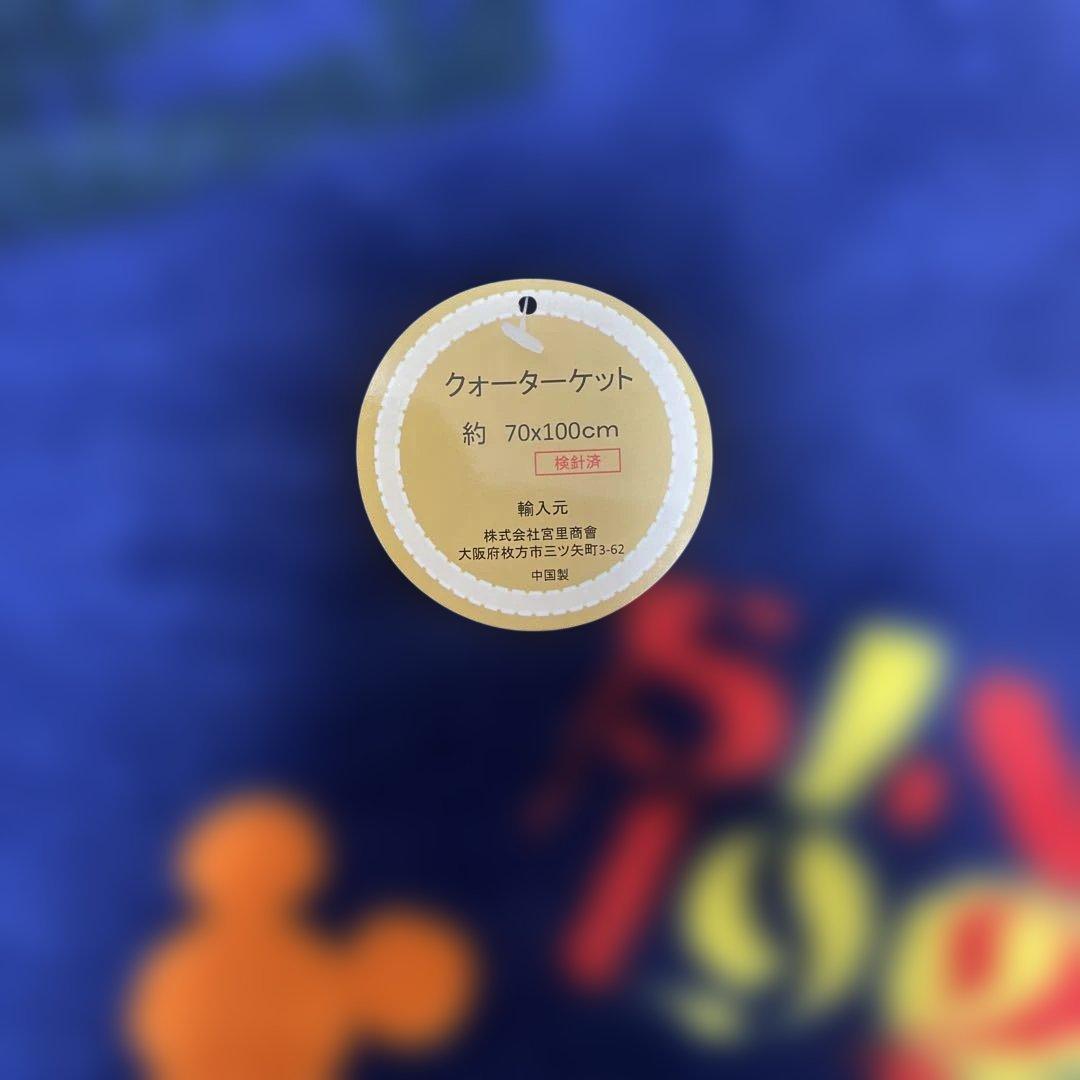 クォーターケット
約 70x100cm
検針済
輸入元
株式会社宮里商會
大阪府枚方市三ツ矢町3-62
中国製